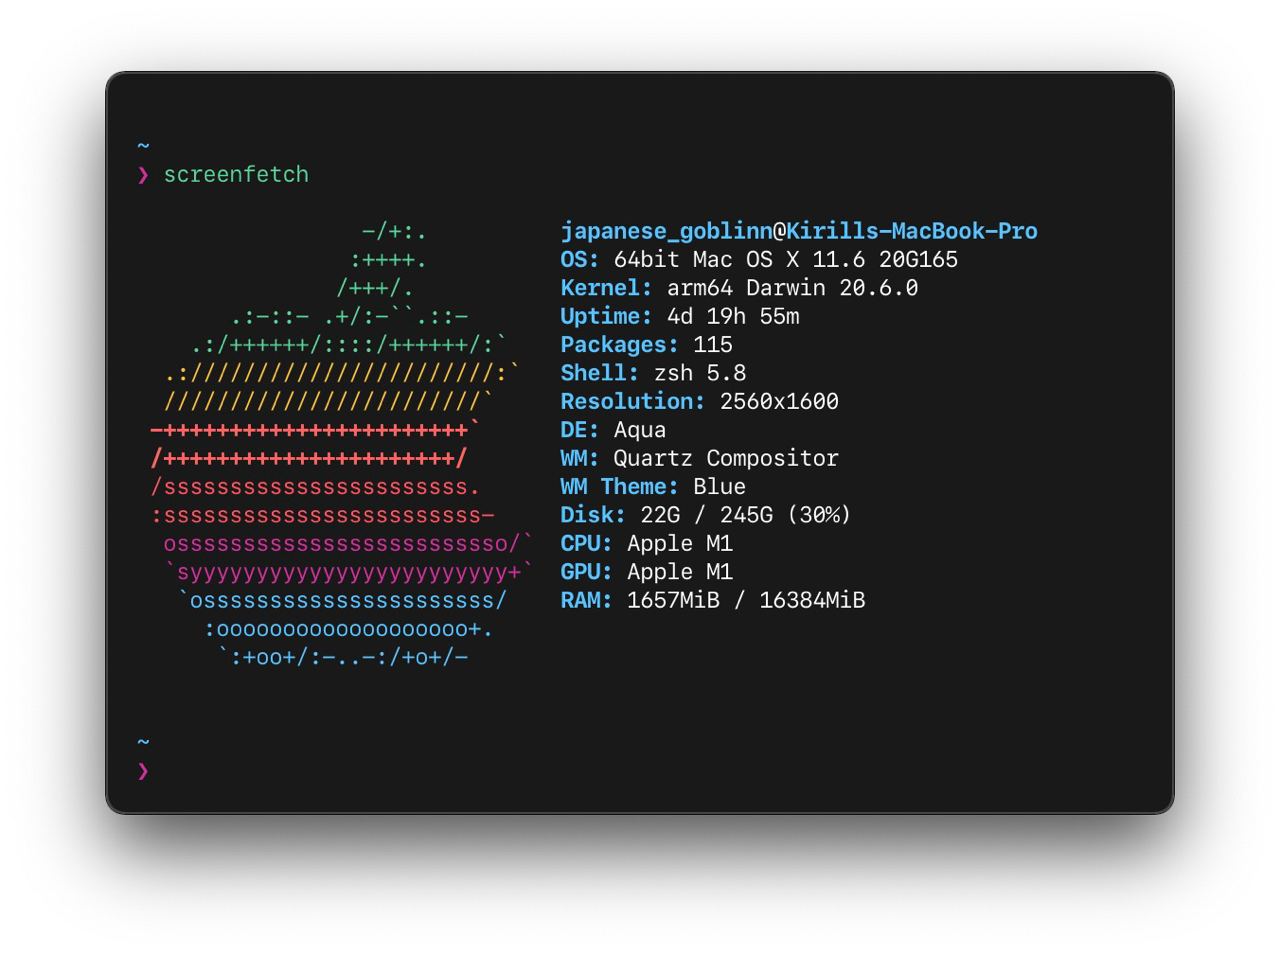 ~
❯ screenfetch
                 -/+:.          japanese_goblinn@Kirills-MacBook-Pro
                :++++.          OS: 64bit Mac OS X 11.6 20G165
               /+++/.           Kernel: arm64 Darwin 20.6.0
       .:-::- .+/:-``.::-       Uptime: 4d 19h 55m
    .:/++++++/::::/++++++/:`    Packages: 115
  .:///////////////////////:`   Shell: zsh 5.8
  ////////////////////////`     Resolution: 2560x1600
 -+++++++++++++++++++++++`      DE: Aqua
 /++++++++++++++++++++++/       WM: Quartz Compositor
 /sssssssssssssssssssssss.      WM Theme: Blue
 :ssssssssssssssssssssssss-     Disk: 22G / 245G (30%)
  osssssssssssssssssssssssso/`  CPU: Apple M1
  `syyyyyyyyyyyyyyyyyyyyyyyy+`  GPU: Apple M1
   `ossssssssssssssssssssss/    RAM: 1657MiB / 16384MiB
     :ooooooooooooooooooo+.
      `:+oo+/:-..-:/+o+/-
~
❯